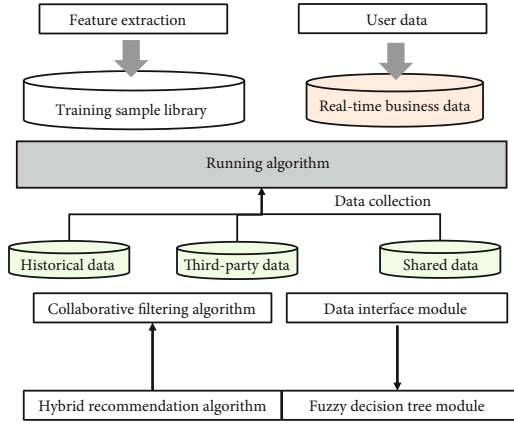 Feature extraction
User data
Training sample library
Real-time business data
Running algorithm
Data collection
Historical data
Third-party data
Shared data
Collaborative filtering algorithm
Data interface module
Hybrid recommendation algorithm
Fuzzy decision tree module